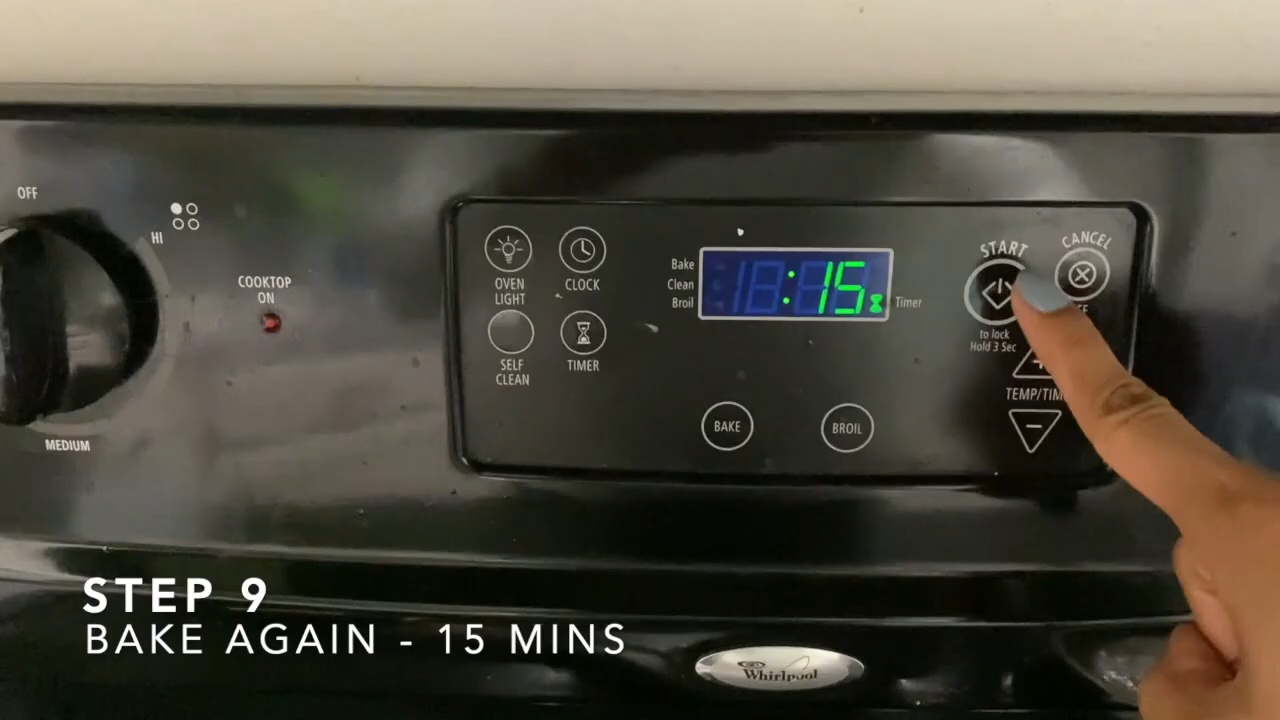 OFF
HI
MEDIUM
COOKTOP
ON
OVEN
LIGHT
CLOCK
SELF
CLEAN
TIMER
Bake
Clean
Broil
:15
Timer
BAKE
BROIL
START
to lock
Hold 3 Sec
CANCEL
TEMP/TIM
STEP 9
BAKE AGAIN - 15 MINS
Whirlpool